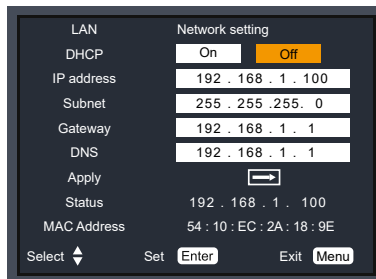 LAN Network setting
DHCP On Off
IP address 192 . 168 . 1 . 100
Subnet 255 . 255 .255. 0
Gateway 192 . 168 . 1 . 1
DNS 192 . 168 . 1 . 1
Apply
Status 192 . 168 . 1 . 100
MAC Address 54 : 10 : EC : 2A : 18 : 9E
Select Set Enter Exit Menu